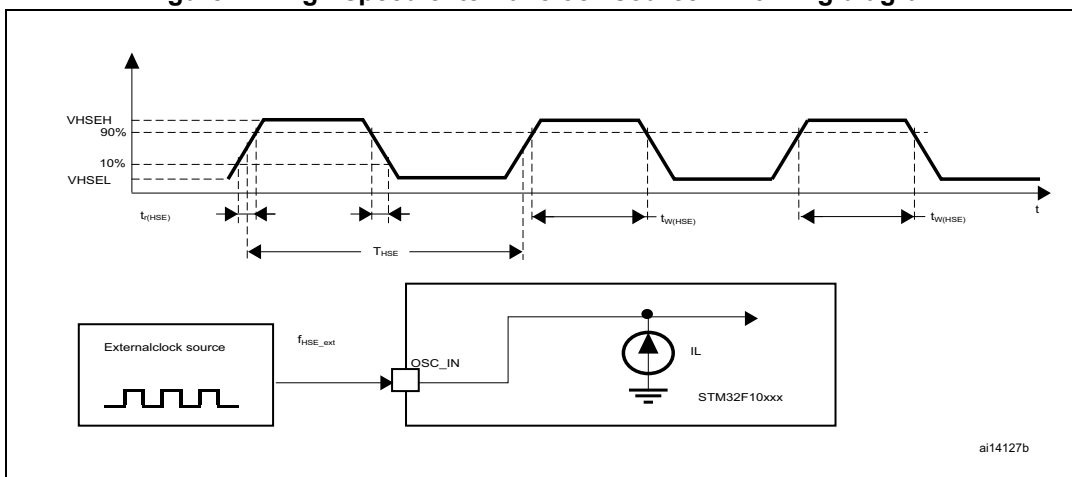 VHSEH
90%
10%
VHSEL
tr(HSE)
tW(HSE)
tW(HSE)
t
THSE
Externalclock source
fHSE_ext
OSC_IN
IL
STM32F10xxx
ai14127b